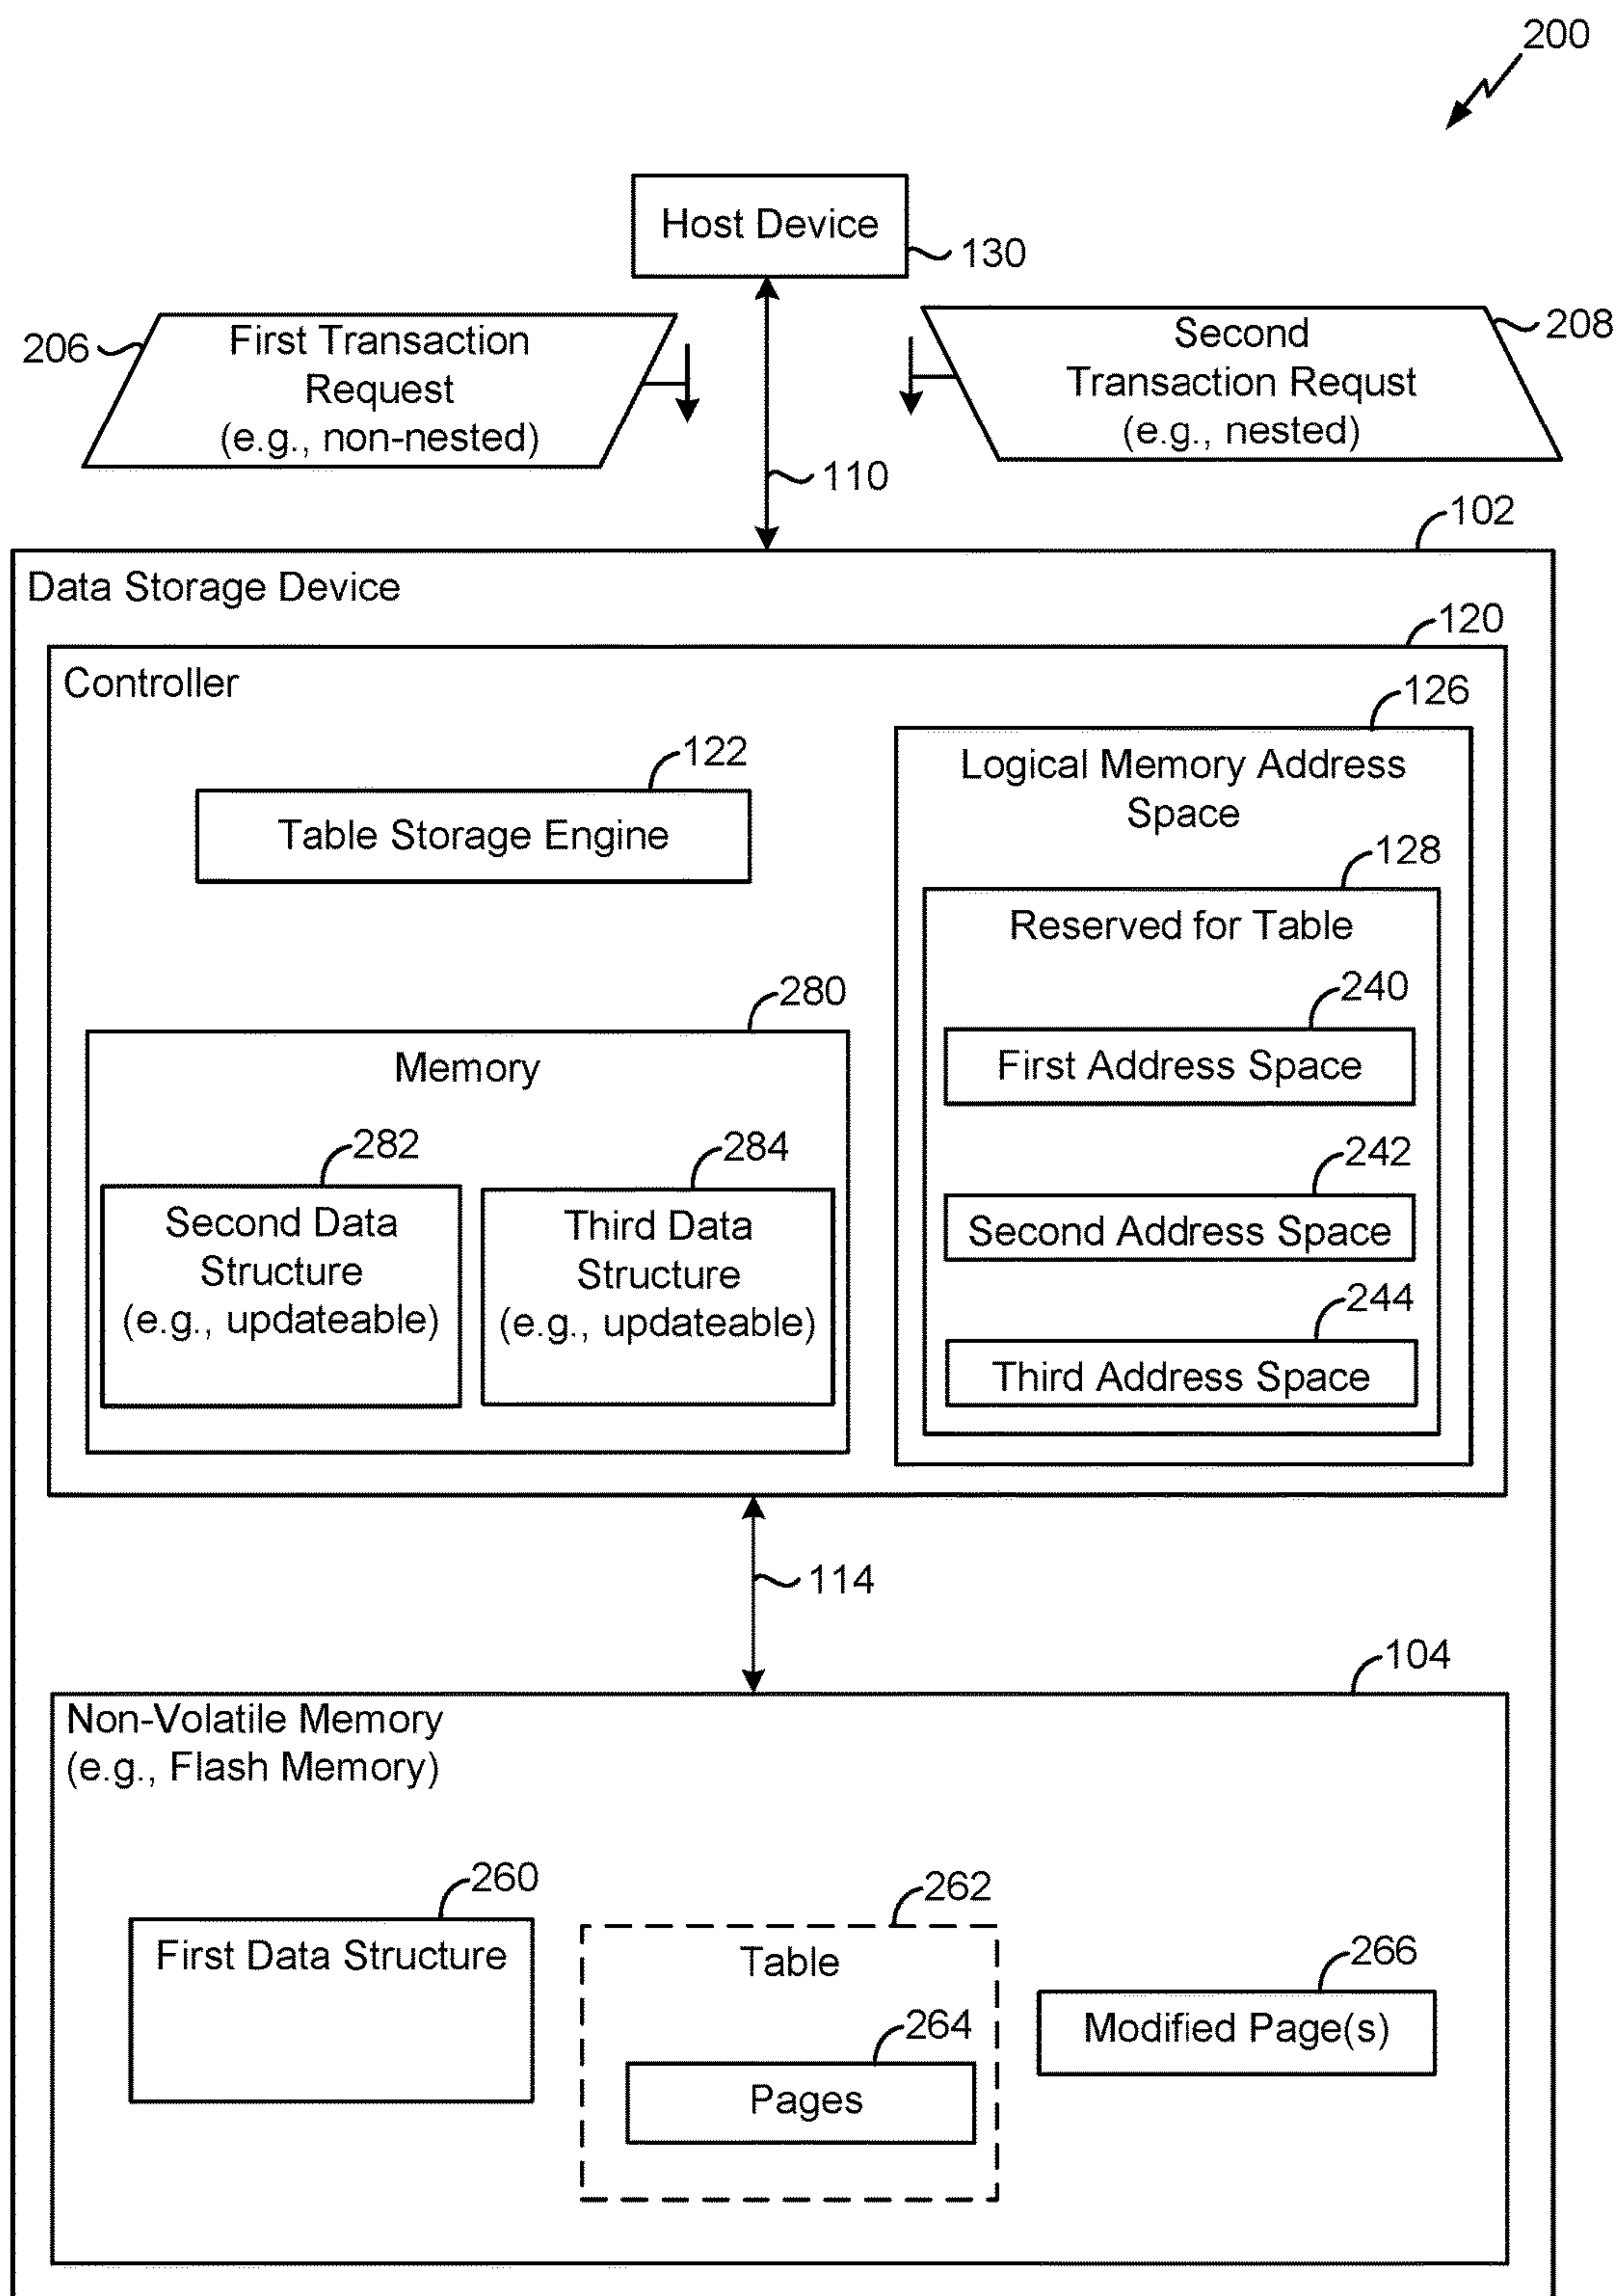 200
Host Device
130
206
First Transaction
Request
(e.g., non-nested)
Second
Transaction Requst
(e.g., nested)
208
110
102
Data Storage Device
120
Controller
126
Logical Memory Address
Space
122
Table Storage Engine
128
Reserved for Table
240
First Address Space
242
Second Address Space
244
Third Address Space
280
Memory
282
Second Data
Structure
(e.g., updateable)
284
Third Data
Structure
(e.g., updateable)
114
104
Non-Volatile Memory
(e.g., Flash Memory)
260
First Data Structure
262
Table
264
Pages
266
Modified Page(s)